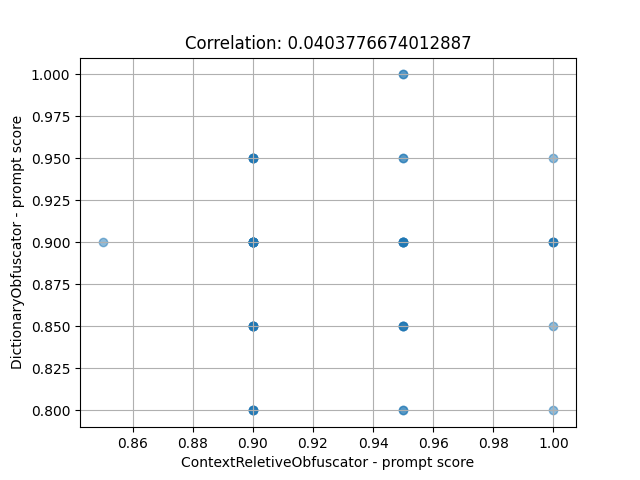 Correlation: 0.0403776674012887
1.000
0.975
0.950
0.925
0.900
0.875
0.850
0.825
0.800
DictionaryObfuscator - prompt score
0.86 0.88 0.90 0.92 0.94 0.96 0.98 1.00
ContextReletiveObfuscator - prompt score